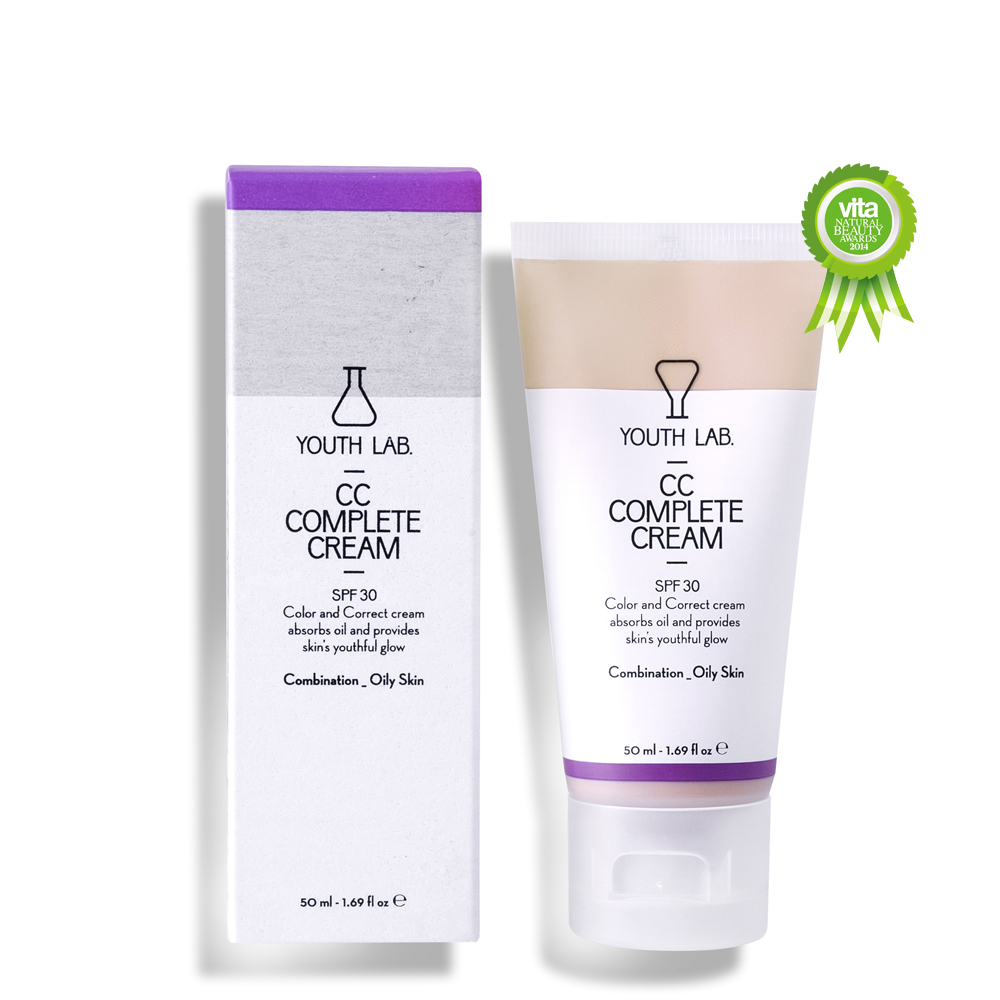 YOUTH LAB.
CC
COMPLETE
CREAM
SPF 30
Color and Correct cream
absorbs oil and provides
skin's youthful glow
Combination _ Oily Skin
50 ml - 1.69 fl oz ℮
YOUTH LAB.
CC
COMPLETE
CREAM
SPF 30
Color and Correct cream
absorbs oil and provides
skin's youthful glow
Combination _ Oily Skin
50 ml - 1.69 fl oz ℮
vita
NATURAL
BEAUTY
AWARDS
2014